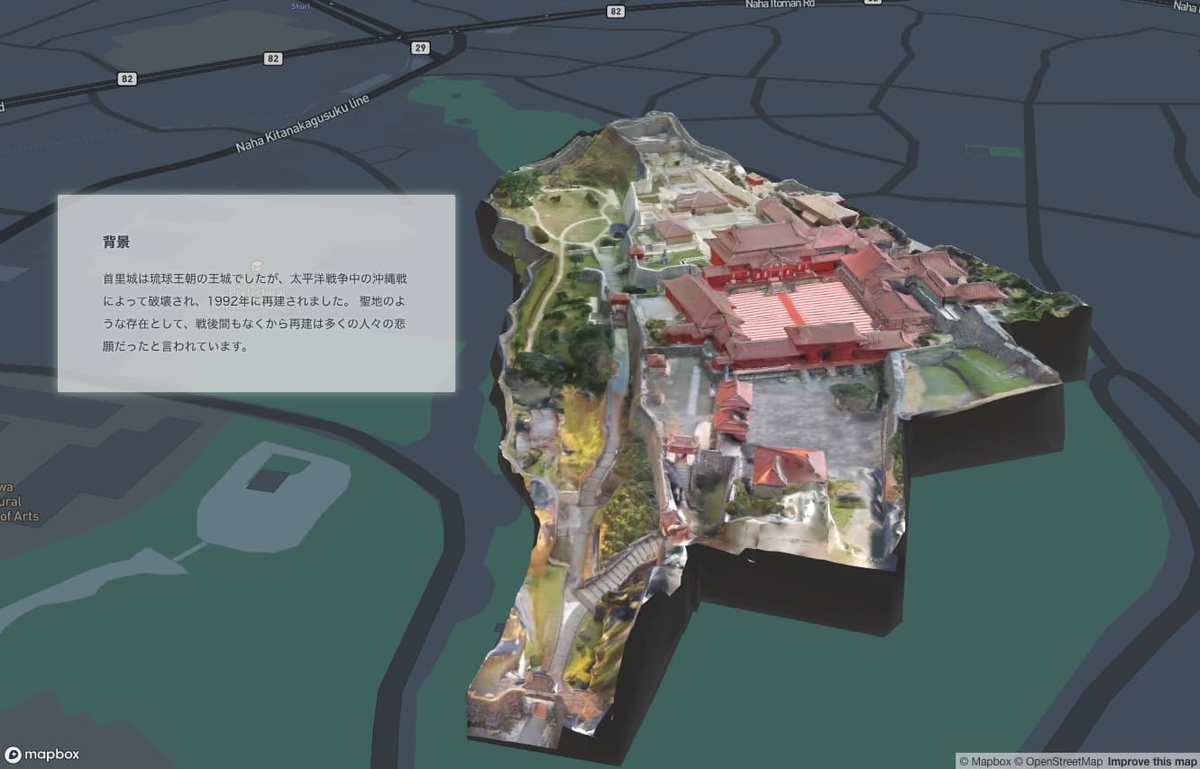 Shuri
82
Naha Itoman Rd
82
29
82
82
Naha Kitanakagusuku line
背景
首里城は琉球王朝の王城でしたが、太平洋戦争中の沖縄戦
によって破壊され、1992年に再建されました。 聖地のよ
うな存在として、戦後間もなくから再建は多くの人々の悲
願だったと言われています。
of Arts
mapbox
© Mapbox © OpenStreetMap Improve this map